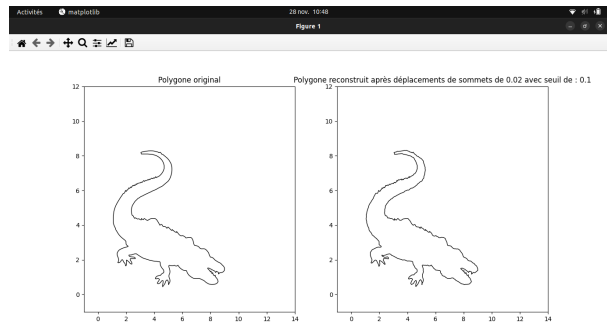 Activités matplotlib 28 nov. 10:48
Figure 1
Polygone original
Polygone reconstruit après déplacements de sommets de 0.02 avec seuil de : 0.1
12
10
8
6
4
2
0
0 2 4 6 8 10 12 14
12
10
8
6
4
2
0
0 2 4 6 8 10 12 14